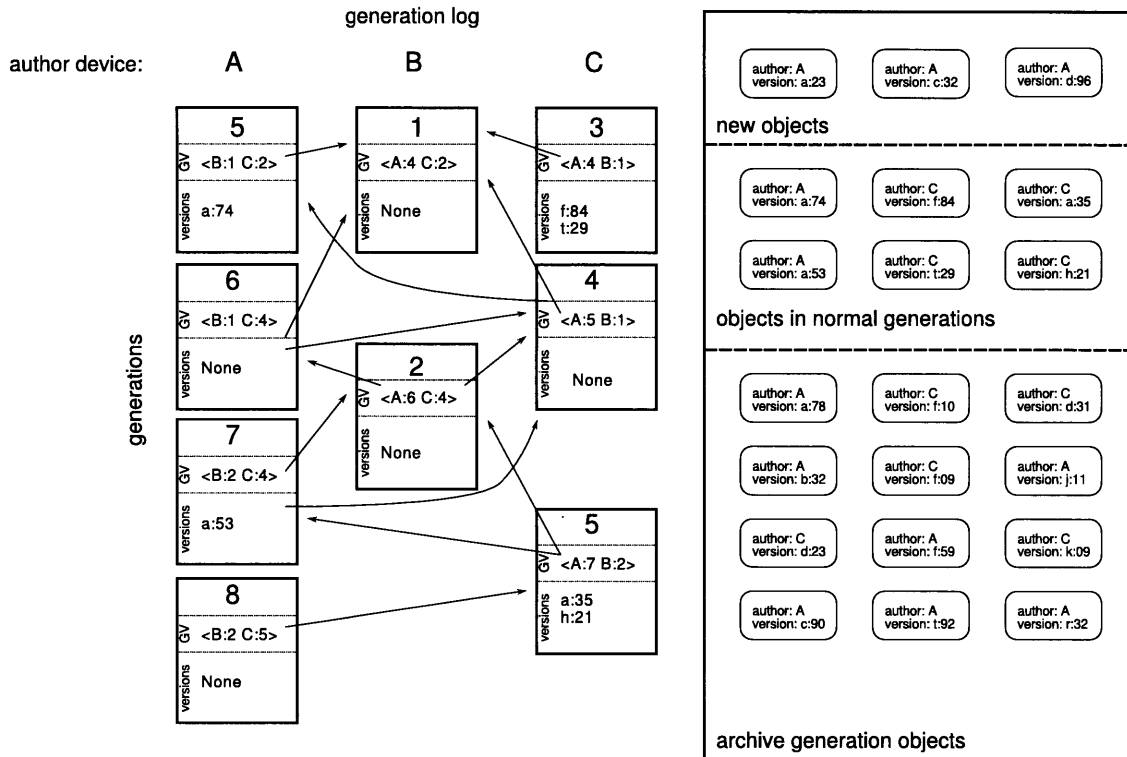 generation log
author device:
A
B
C
generations
5
GV
<B:1 C:2>
versions
a:74
6
GV
<B:1 C:4>
versions
None
7
GV
<B:2 C:4>
versions
a:53
8
GV
<B:2 C:5>
versions
None
1
GV
<A:4 C:2>
versions
None
2
GV
<A:6 C:4>
versions
None
3
GV
<A:4 B:1>
versions
f:84
t:29
4
GV
<A:5 B:1>
versions
None
5
GV
<A:7 B:2>
versions
a:35
h:21
author: A
version: a:23
author: A
version: c:32
author: A
version: d:96
new objects
author: A
version: a:74
author: C
version: f:84
author: C
version: a:35
author: A
version: a:53
author: C
version: t:29
author: C
version: h:21
objects in normal generations
author: A
version: a:78
author: C
version: f:10
author: C
version: d:31
author: A
version: b:32
author: C
version: f:09
author: A
version: j:11
author: C
version: d:23
author: A
version: f:59
author: C
version: k:09
author: A
version: c:90
author: A
version: t:92
author: A
version: r:32
archive generation objects